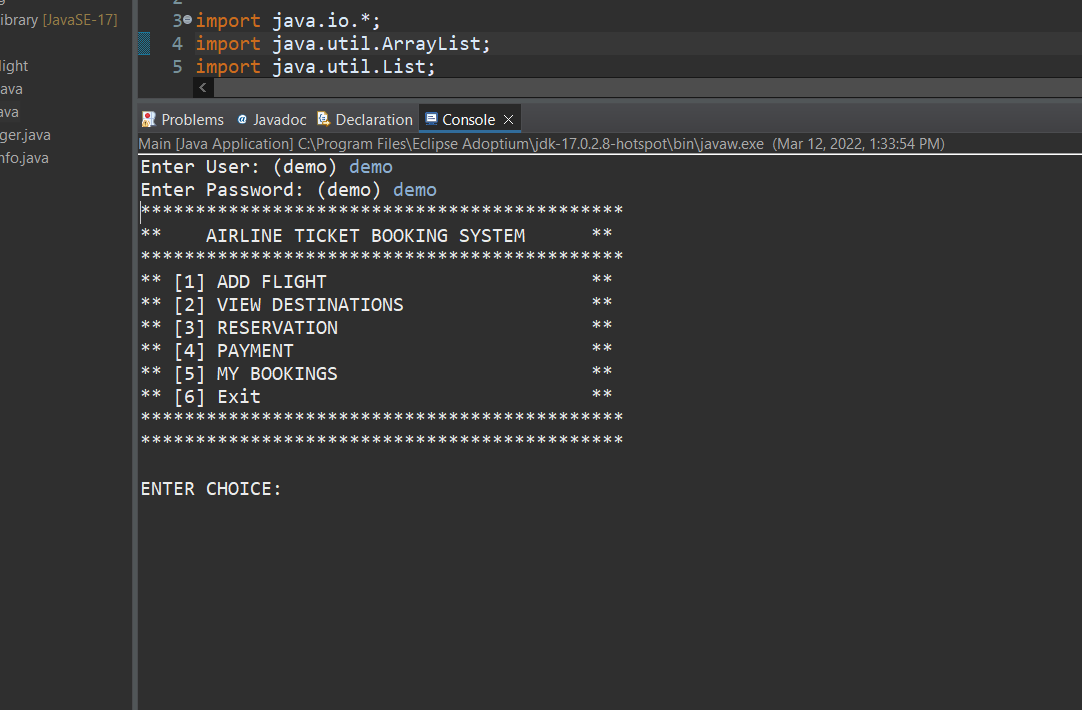 ibrary [JavaSE-17]
light
ava
ava
ger.java
nfo.java
3 import java.io.*;
4 import java.util.ArrayList;
5 import java.util.List;
Problems @ Javadoc Declaration Console
Main [Java Application] C:\Program Files\Eclipse Adoptium\jdk-17.0.2.8-hotspot\bin\javaw.exe (Mar 12, 2022, 1:33:54 PM)
Enter User: (demo) demo
Enter Password: (demo) demo
********************************************
**    AIRLINE TICKET BOOKING SYSTEM      **
********************************************
** [1] ADD FLIGHT                        **
** [2] VIEW DESTINATIONS                 **
** [3] RESERVATION                       **
** [4] PAYMENT                           **
** [5] MY BOOKINGS                       **
** [6] Exit                              **
********************************************
********************************************
ENTER CHOICE: